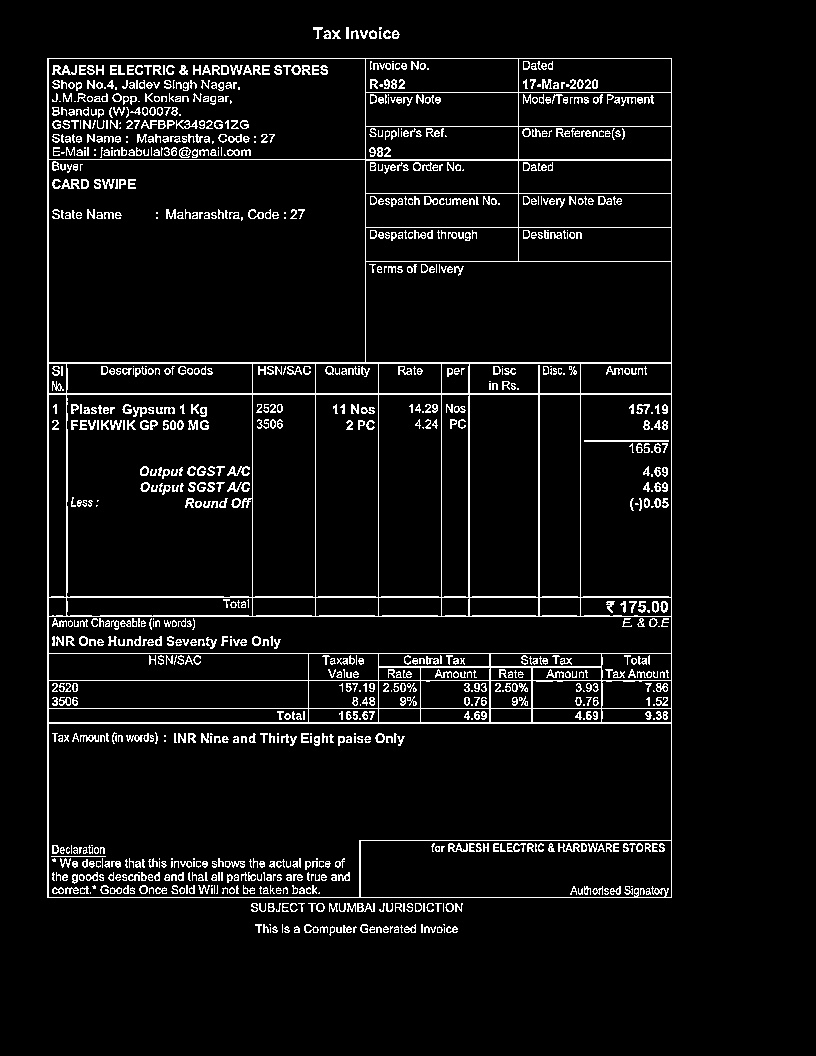 Tax Invoice
RAJESH ELECTRIC & HARDWARE STORES
Shop No.4, Jaldev Singh Nagar,
J.M.Road Opp. Konkan Nagar,
Bhandup (W)-400078.
GSTIN/UIN: 27AFBPK3492G1ZG
State Name : Maharashtra, Code : 27
E-Mail : jainbabulal36@gmail.com
Invoice No. Dated
R-982 17-Mar-2020
Delivery Note Mode/Terms of Payment
Supplier's Ref. Other Reference(s)
982
Buyer
CARD SWIPE
State Name : Maharashtra, Code : 27
Buyer's Order No. Dated
Despatch Document No. Delivery Note Date
Despatched through Destination
Terms of Delivery
Sl No. Description of Goods HSN/SAC Quantity Rate per Disc in Rs. Disc. % Amount
1 Plaster Gypsum 1 Kg 2520 11 Nos 14.29 Nos 157.19
2 FEVIKWIK GP 500 MG 3506 2 PC 4.24 PC 8.48
165.67
Output CGST A/C 4.69
Output SGST A/C 4.69
Less : Round Off (-)0.05
Total ₹ 175.00
Amount Chargeable (in words) E. & O.E
INR One Hundred Seventy Five Only
HSN/SAC Taxable Value Central Tax State Tax Total Tax Amount
Rate Amount Rate Amount
2520 157.19 2.50% 3.93 2.50% 3.93 7.86
3506 8.48 9% 0.76 9% 0.76 1.52
Total 165.67 4.69 4.69 9.38
Tax Amount (in words) : INR Nine and Thirty Eight paise Only
Declaration
* We declare that this invoice shows the actual price of
the goods described and that all particulars are true and
correct.* Goods Once Sold Will not be taken back.
for RAJESH ELECTRIC & HARDWARE STORES
Authorised Signatory
SUBJECT TO MUMBAI JURISDICTION
This is a Computer Generated Invoice